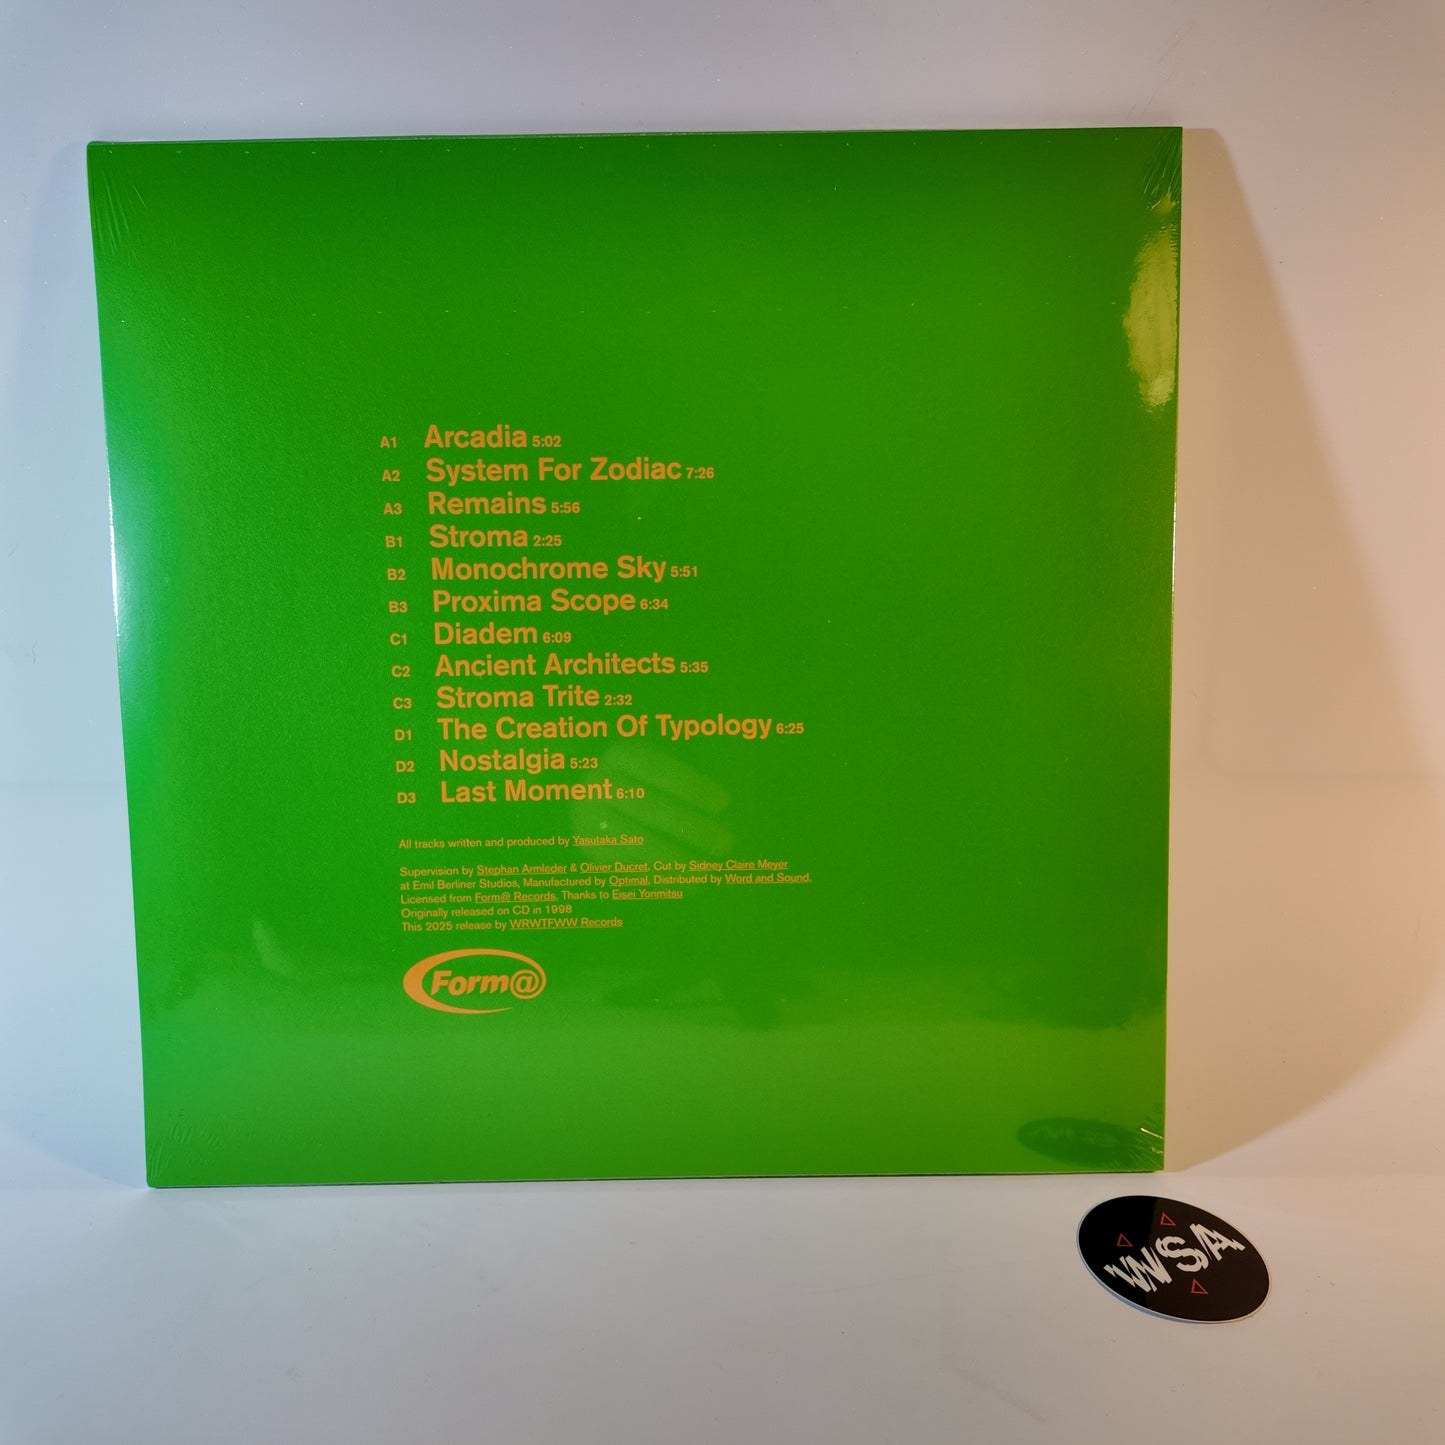 A1 Arcadia 5:02
A2 System For Zodiac 7:26
A3 Remains 5:56
B1 Stroma 2:25
B2 Monochrome Sky 5:51
B3 Proxima Scope 6:34
C1 Diadem 6:09
C2 Ancient Architects 5:35
C3 Stroma Trite 2:32
D1 The Creation Of Typology 6:25
D2 Nostalgia 5:23
D3 Last Moment 6:10
All tracks written and produced by Yasutaka Sato
Supervision by Stephan Armleder & Olivier Ducret, Cut by Sidney Claire Meyer
at Emil Berliner Studios, Manufactured by Optimal, Distributed by Word and Sound,
Licensed from Form@ Records, Thanks to Eisei Yorimitsu
Originally released on CD in 1998
This 2025 release by WRWTFWW Records
Form@
VVSA